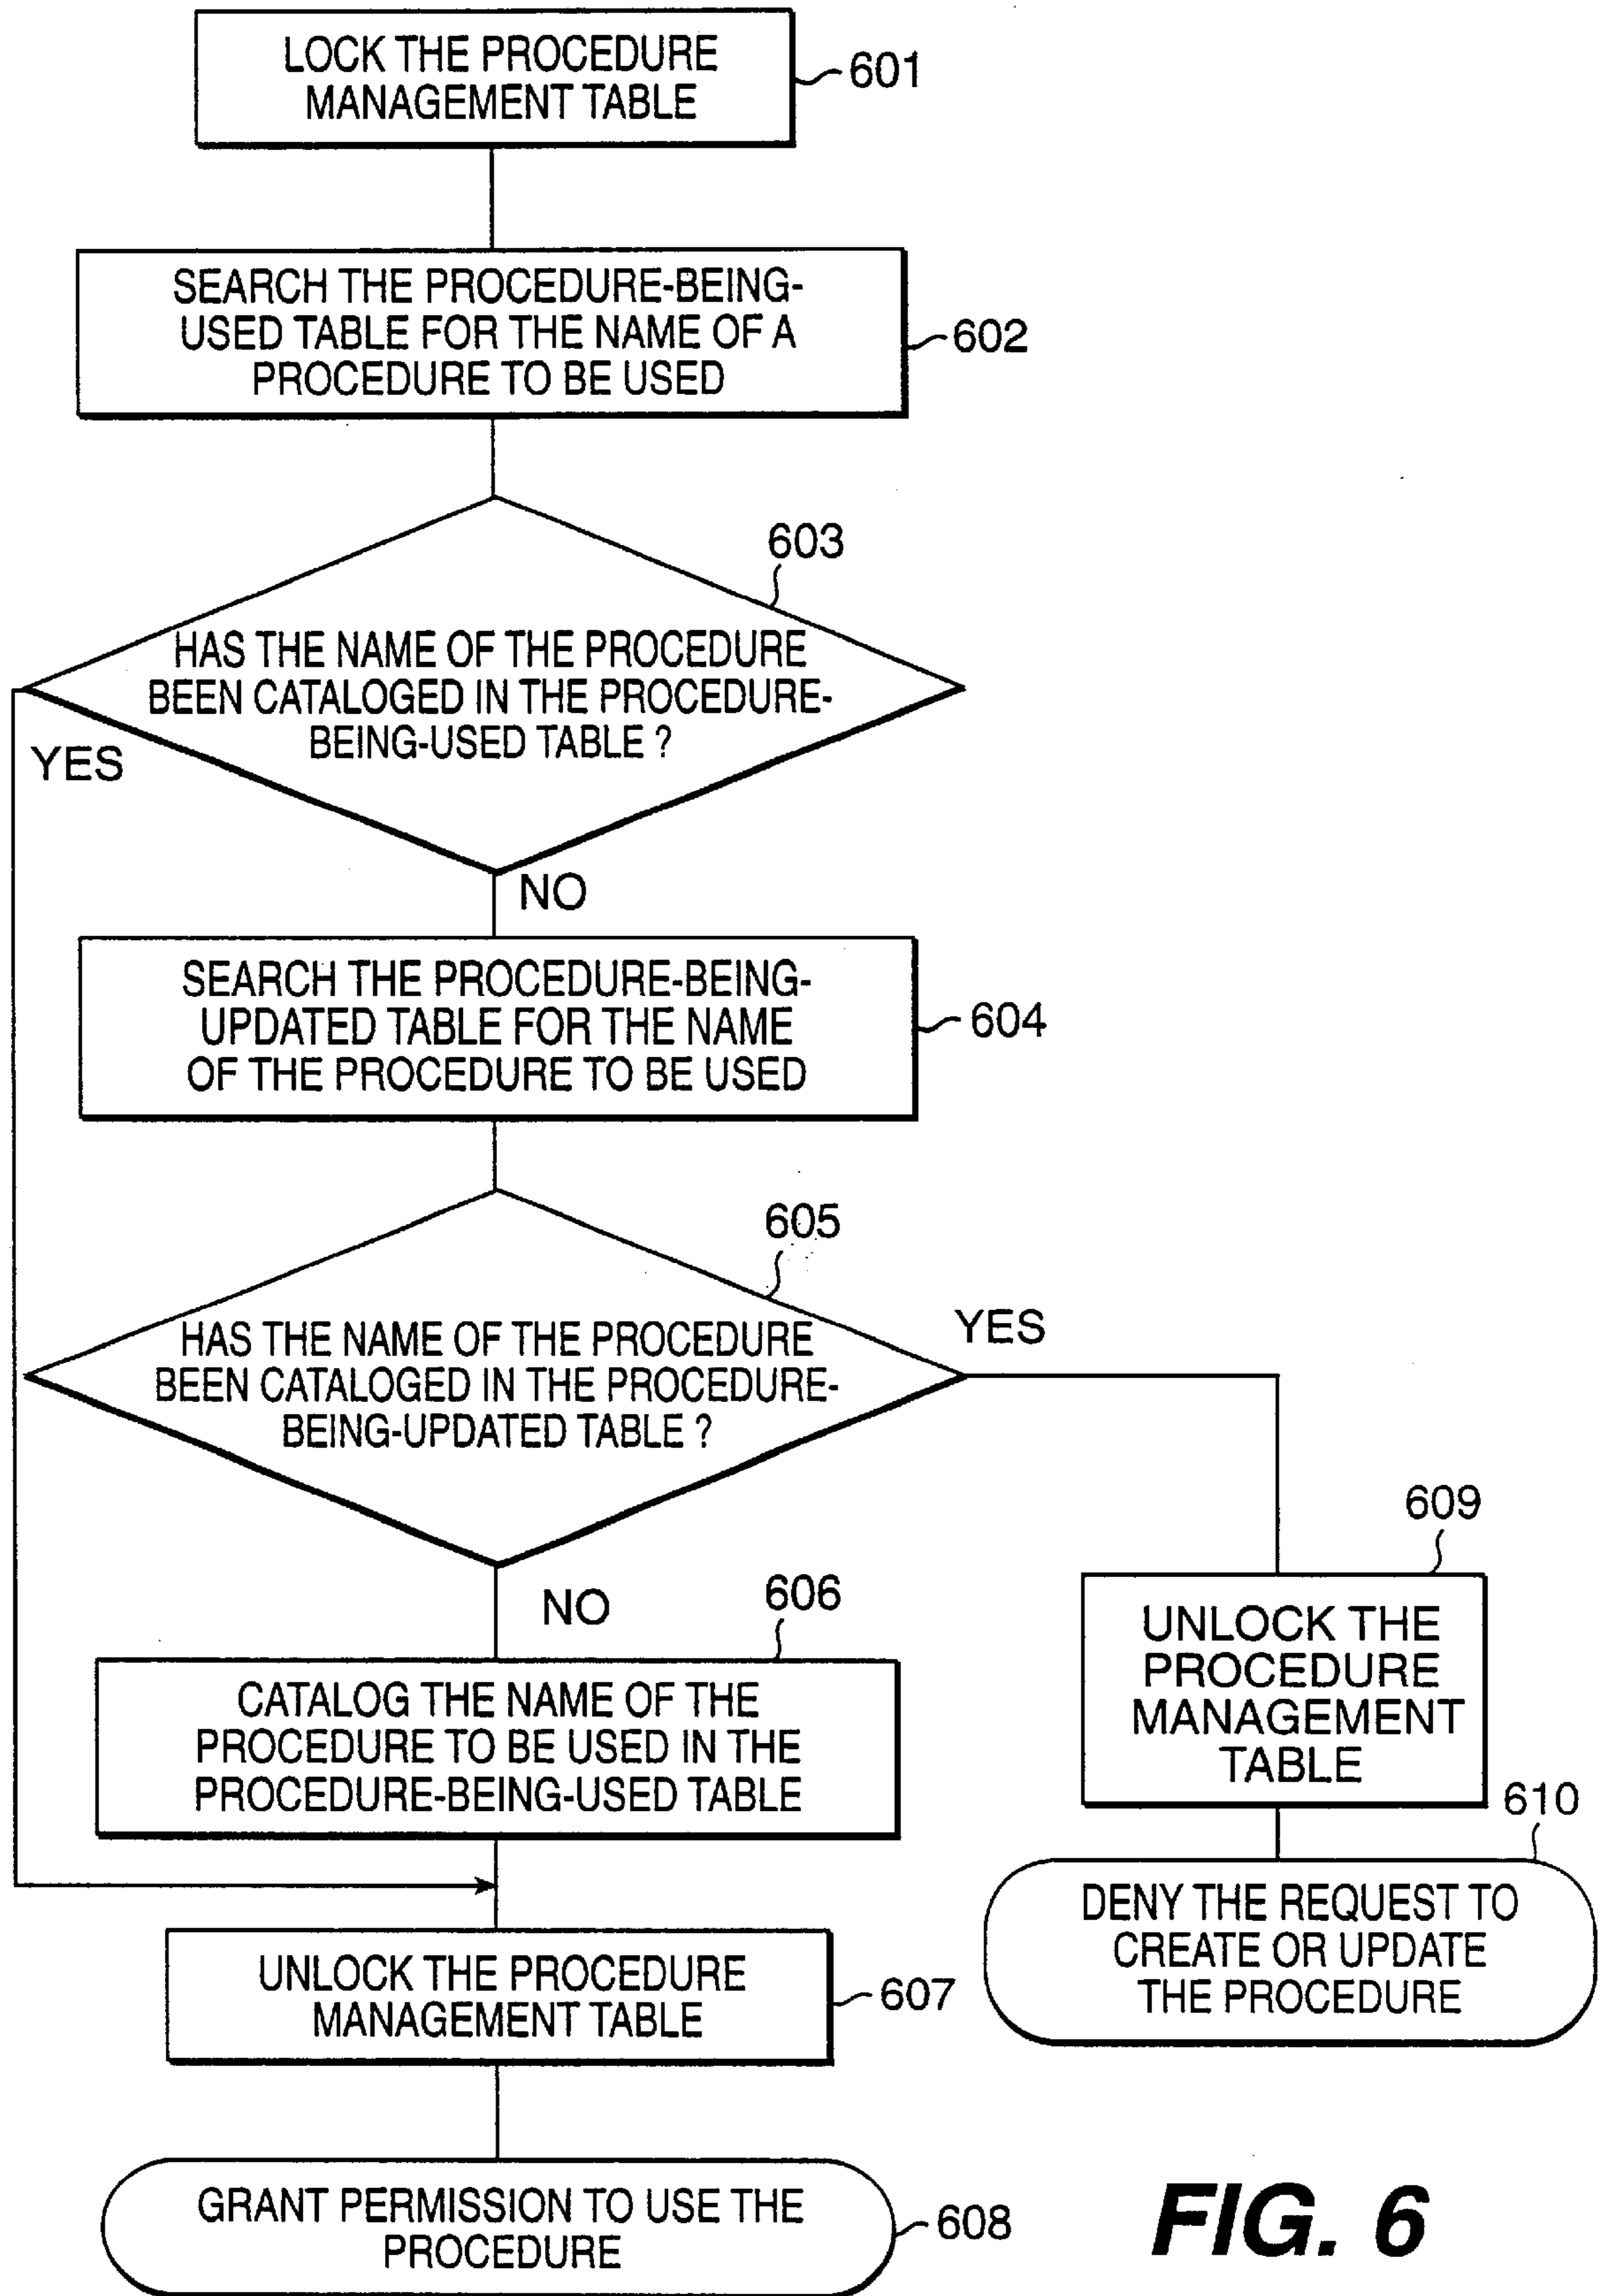 LOCK THE PROCEDURE
MANAGEMENT TABLE
601
SEARCH THE PROCEDURE-BEING-
USED TABLE FOR THE NAME OF A
PROCEDURE TO BE USED
602
603
HAS THE NAME OF THE PROCEDURE
BEEN CATALOGED IN THE PROCEDURE-
BEING-USED TABLE ?
YES
NO
SEARCH THE PROCEDURE-BEING-
UPDATED TABLE FOR THE NAME
OF THE PROCEDURE TO BE USED
604
605
HAS THE NAME OF THE PROCEDURE
BEEN CATALOGED IN THE PROCEDURE-
BEING-UPDATED TABLE ?
YES
NO
606
CATALOG THE NAME OF THE
PROCEDURE TO BE USED IN THE
PROCEDURE-BEING-USED TABLE
609
UNLOCK THE
PROCEDURE
MANAGEMENT
TABLE
610
DENY THE REQUEST TO
CREATE OR UPDATE
THE PROCEDURE
UNLOCK THE PROCEDURE
MANAGEMENT TABLE
607
GRANT PERMISSION TO USE THE
PROCEDURE
608
FIG. 6